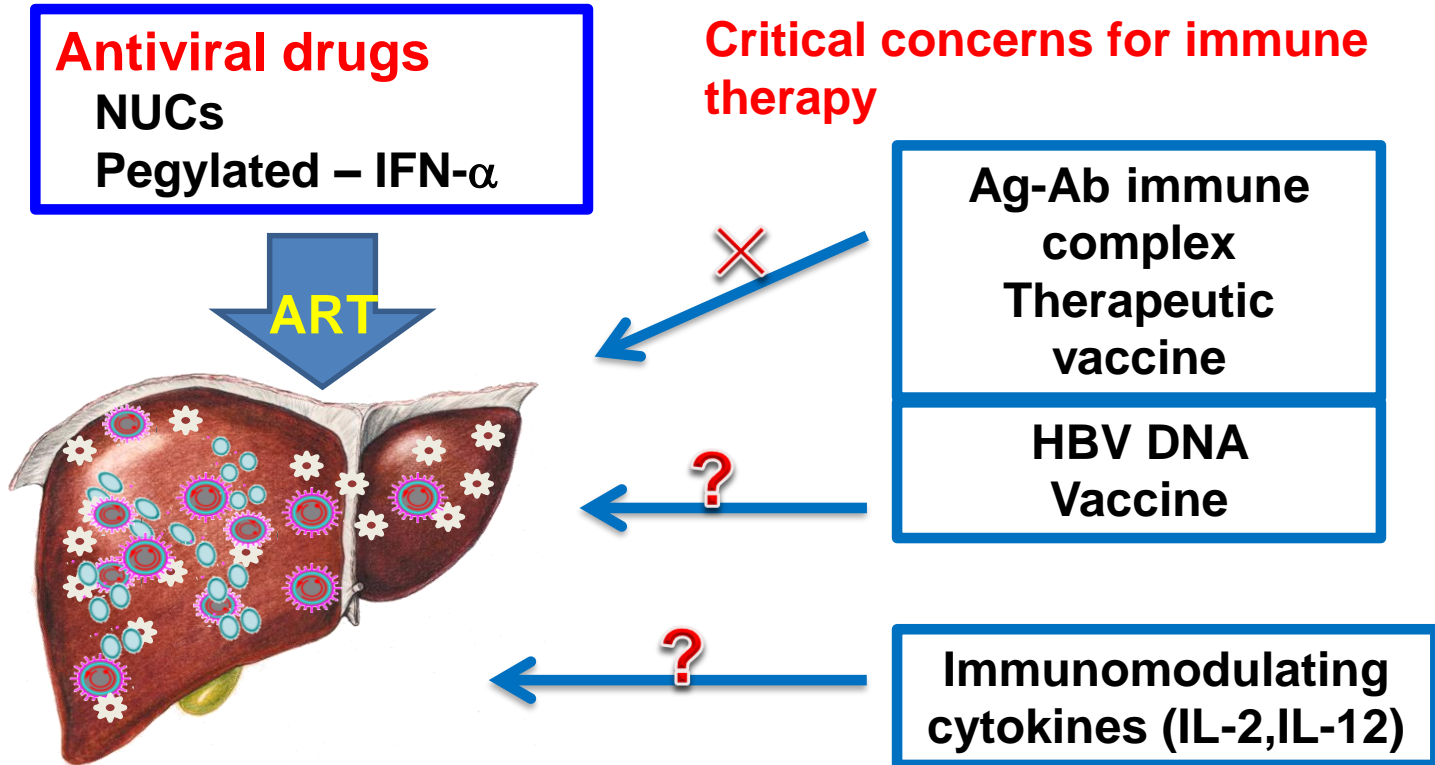 Antiviral drugs
NUCs
Pegylated – IFN-α
Critical concerns for immune
therapy
ART
Ag-Ab immune
complex
Therapeutic
vaccine
HBV DNA
Vaccine
?
?
Immunomodulating
cytokines (IL-2,IL-12)